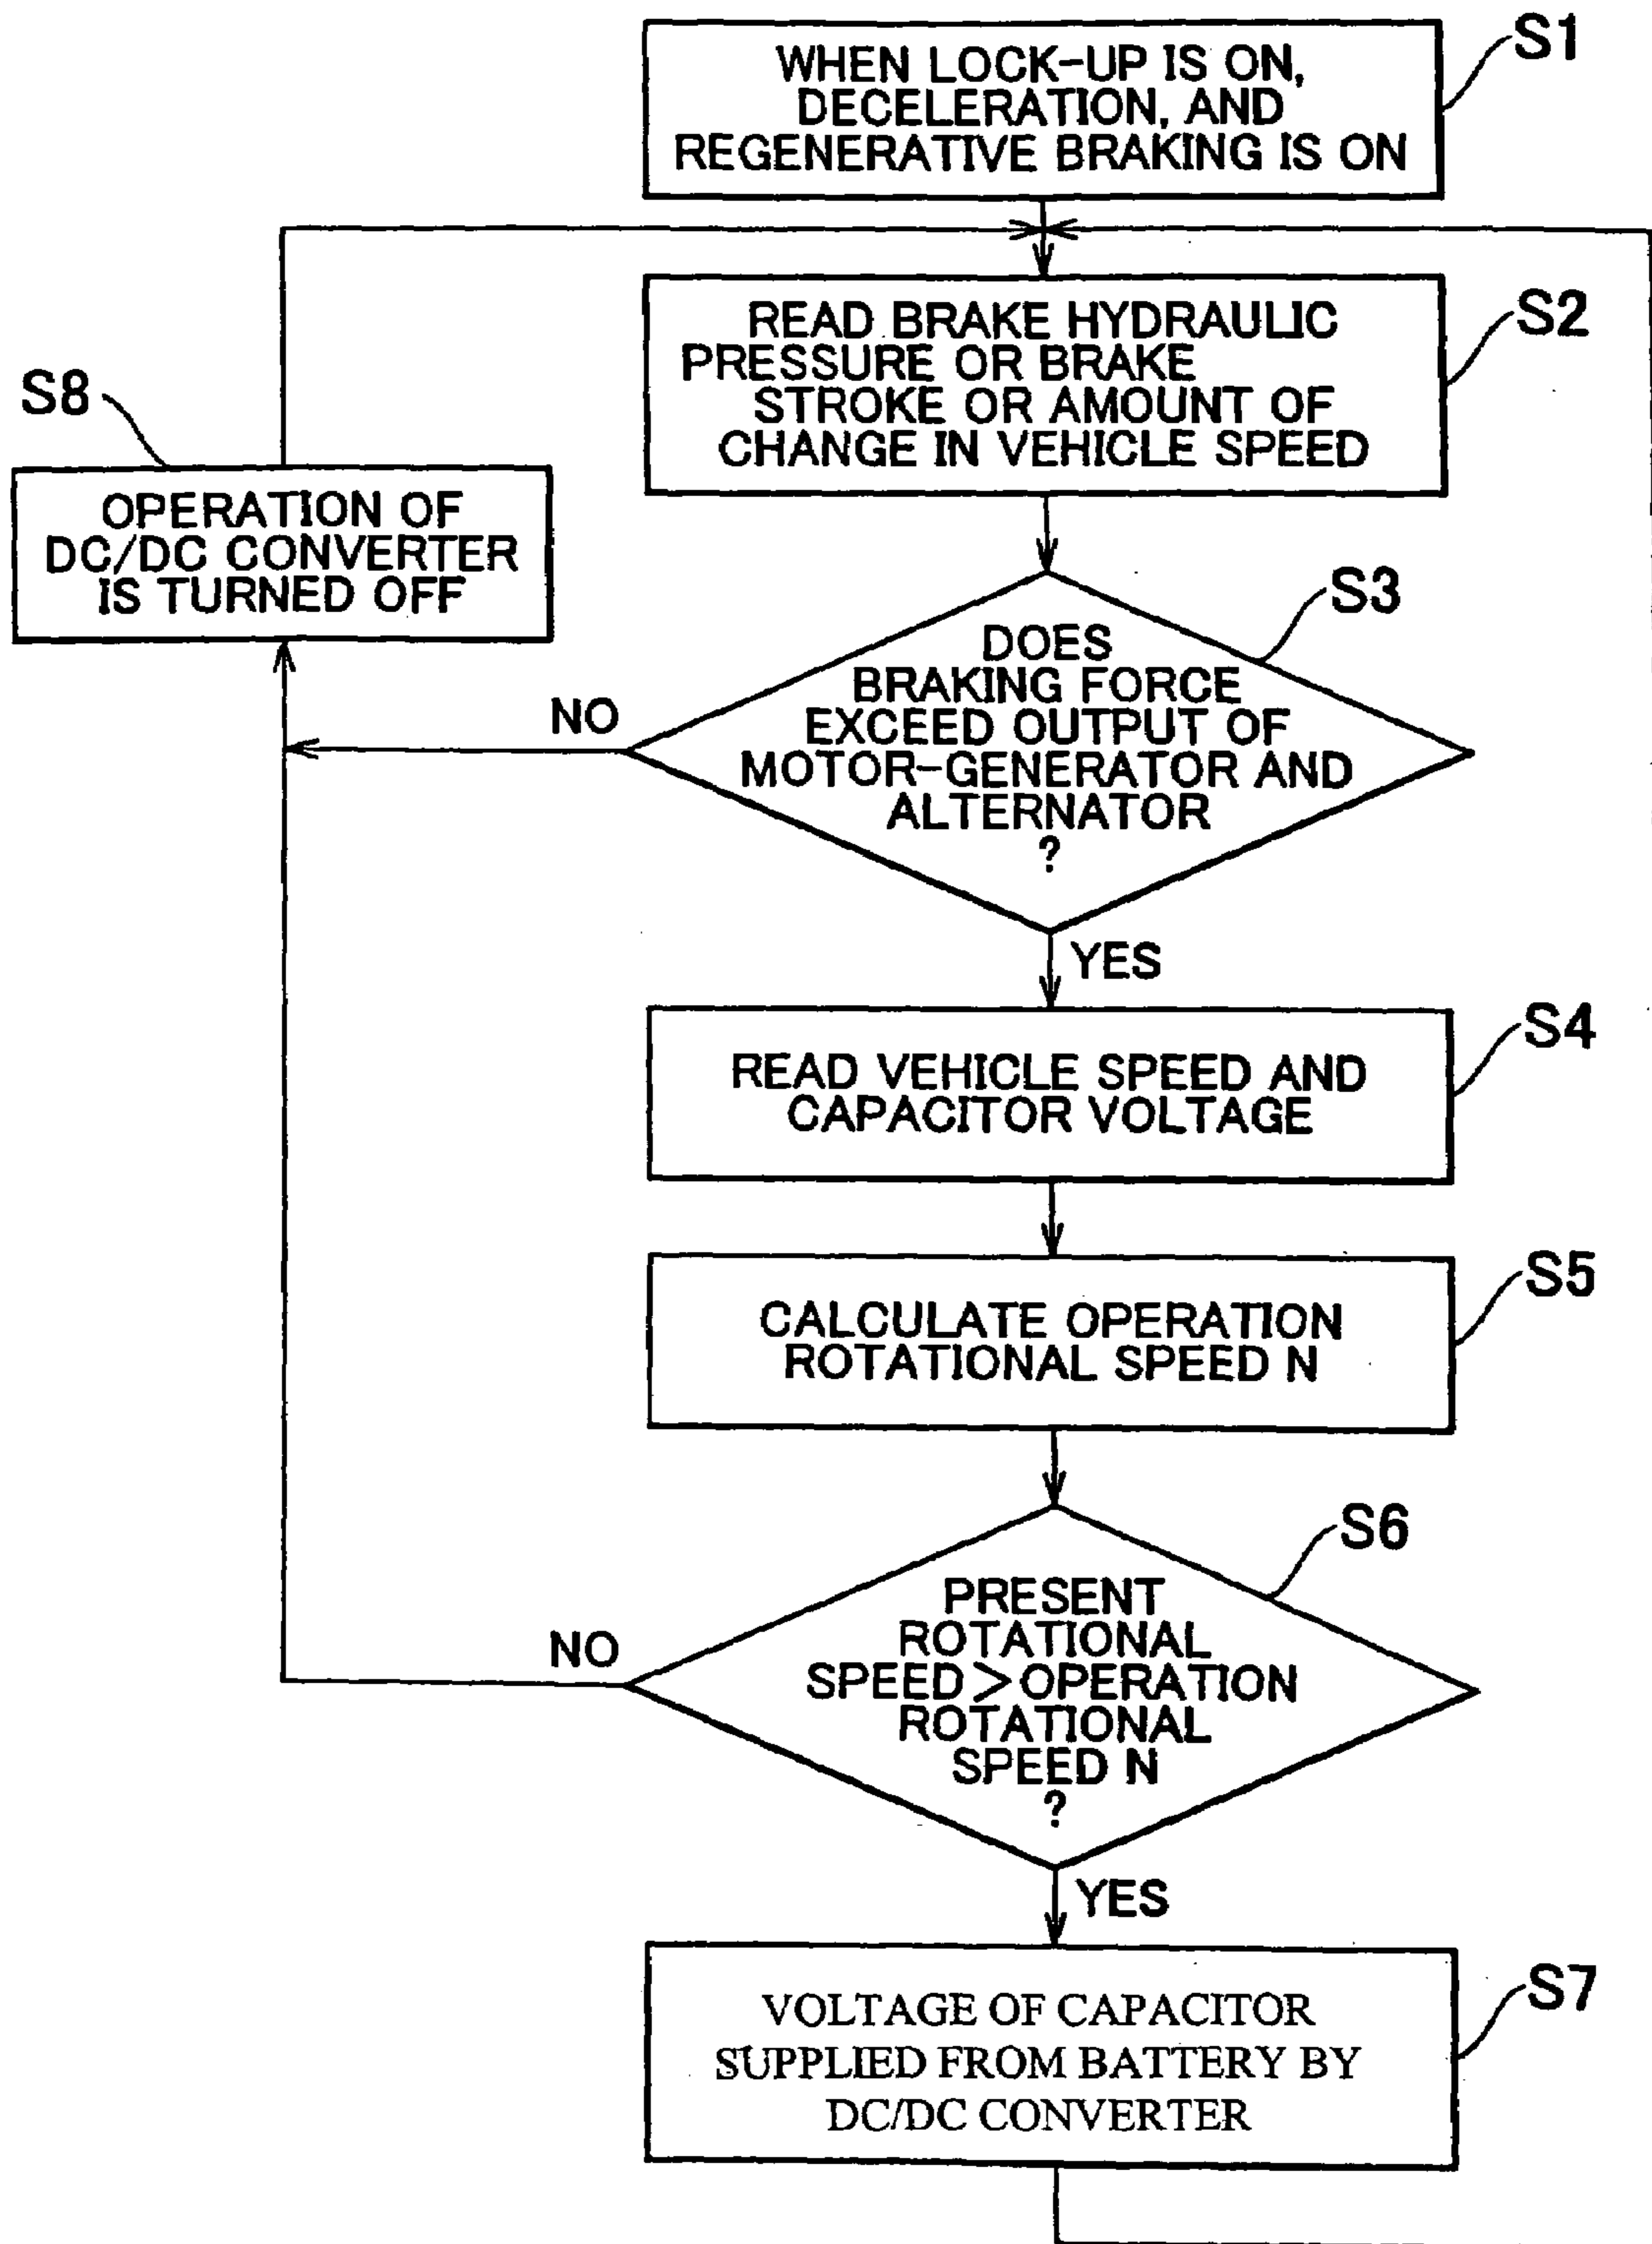 S1
WHEN LOCK-UP IS ON,
DECELERATION, AND
REGENERATIVE BRAKING IS ON
S2
READ BRAKE HYDRAULIC
PRESSURE OR BRAKE
STROKE OR AMOUNT OF
CHANGE IN VEHICLE SPEED
S8
OPERATION OF
DC/DC CONVERTER
IS TURNED OFF
S3
DOES
BRAKING FORCE
EXCEED OUTPUT OF
MOTOR-GENERATOR AND
ALTERNATOR
?
NO
YES
S4
READ VEHICLE SPEED AND
CAPACITOR VOLTAGE
S5
CALCULATE OPERATION
ROTATIONAL SPEED N
S6
PRESENT
ROTATIONAL
SPEED>OPERATION
ROTATIONAL
SPEED N
?
NO
YES
S7
VOLTAGE OF CAPACITOR
SUPPLIED FROM BATTERY BY
DC/DC CONVERTER